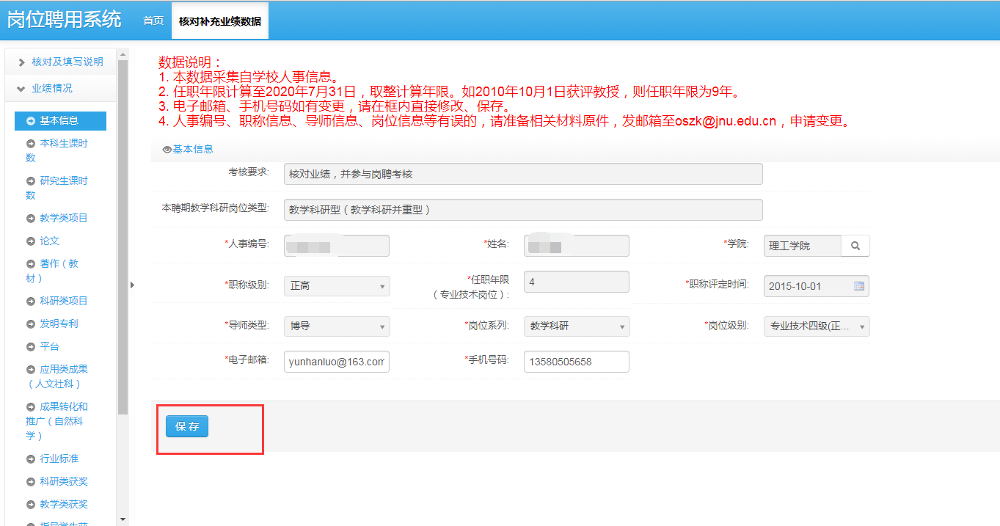 岗位聘用系统 首页 核对补充业绩数据
核对及填写说明
业绩情况
基本信息
本科生课时
数
研究生课时
数
教学类项目
论文
著作（教
材）
科研类项目
发明专利
平台
应用类成果
（人文社科）
成果转化和
推广（自然科
学）
行业标准
科研类获奖
教学类获奖
指导学生获
数据说明：
1. 本数据采集自学校人事信息。
2. 任职年限计算至2020年7月31日，取整计算年限。如2010年10月1日获评教授，则任职年限为9年。
3. 电子邮箱、手机号码如有变更，请在框内直接修改、保存。
4. 人事编号、职称信息、导师信息、岗位信息等有误的，请准备相关材料原件，发邮箱至oszk@jnu.edu.cn，申请变更。
基本信息
考核要求: 核对业绩，并参与岗聘考核
本聘期教学科研岗位类型: 教学科研型（教学科研并重型）
*人事编号: *姓名: *学院: 理工学院
*职称级别: 正高 *任职年限
（专业技术岗位）: 4 *职称评定时间: 2015-10-01
*导师类型: 博导 *岗位系列: 教学科研 *岗位级别: 专业技术四级(正...
*电子邮箱: yunhanluo@163.com *手机号码: 13580505658
保存